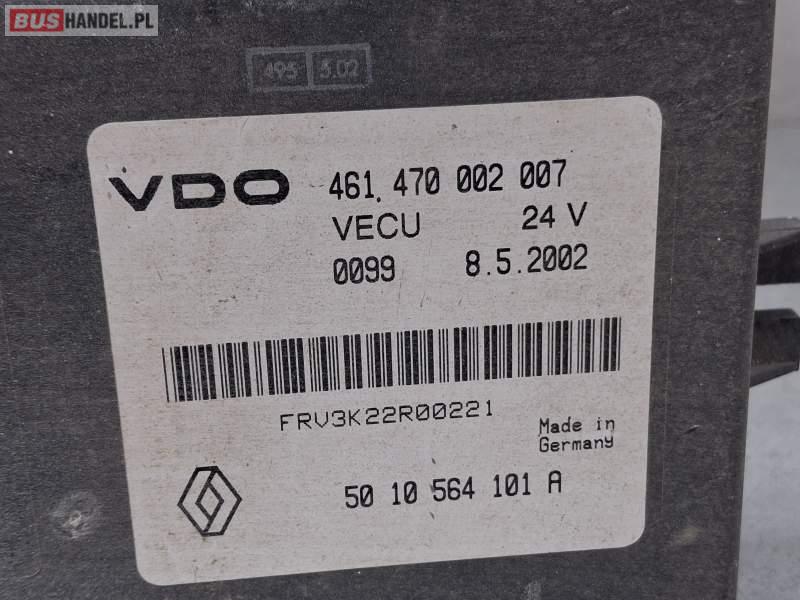 BUSHANDEL.PL
495 5.02
VDO 461.470 002 007
VECU 24 V
0099 8.5.2002
FRV3K22R00221
Made in
Germany
50 10 564 101 A